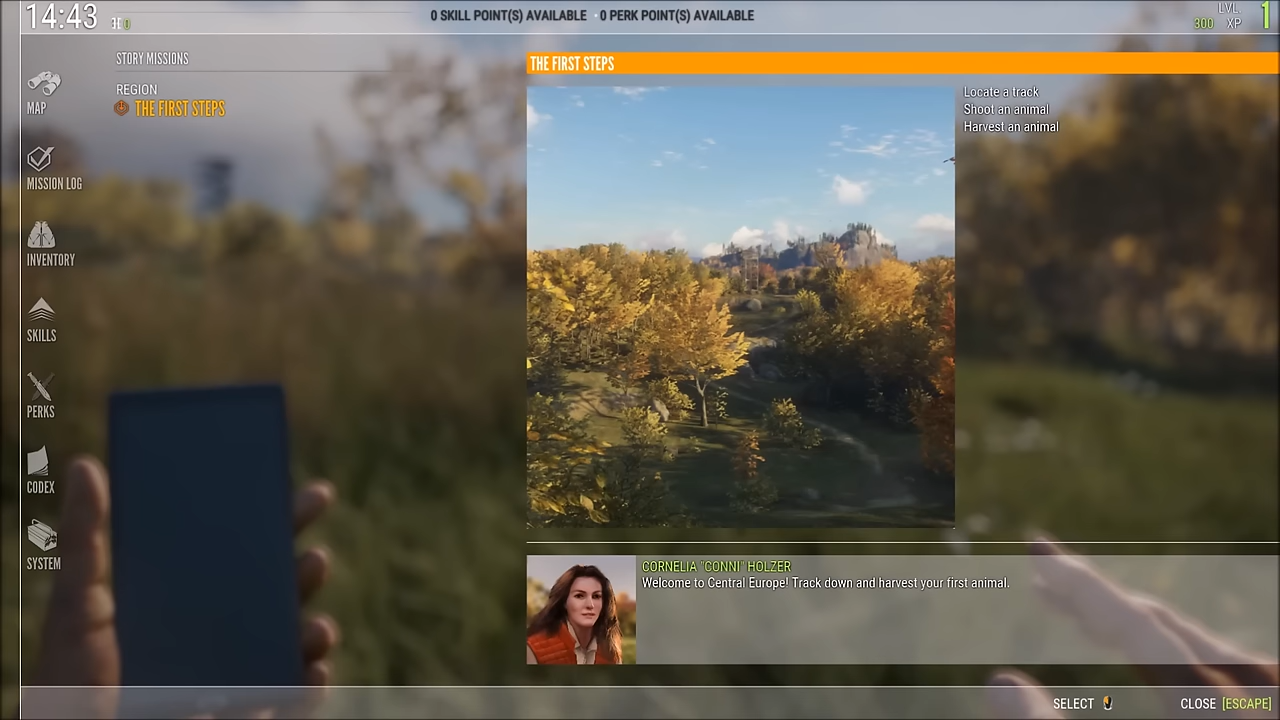 14:43
0
0 SKILL POINT(S) AVAILABLE · 0 PERK POINT(S) AVAILABLE
LVL.
300 XP
1
MAP
MISSION LOG
INVENTORY
SKILLS
PERKS
CODEX
SYSTEM
STORY MISSIONS
REGION
THE FIRST STEPS
THE FIRST STEPS
Locate a track
Shoot an animal
Harvest an animal
CORNELIA "CONNI" HOLZER
Welcome to Central Europe! Track down and harvest your first animal.
SELECT
CLOSE [ESCAPE]